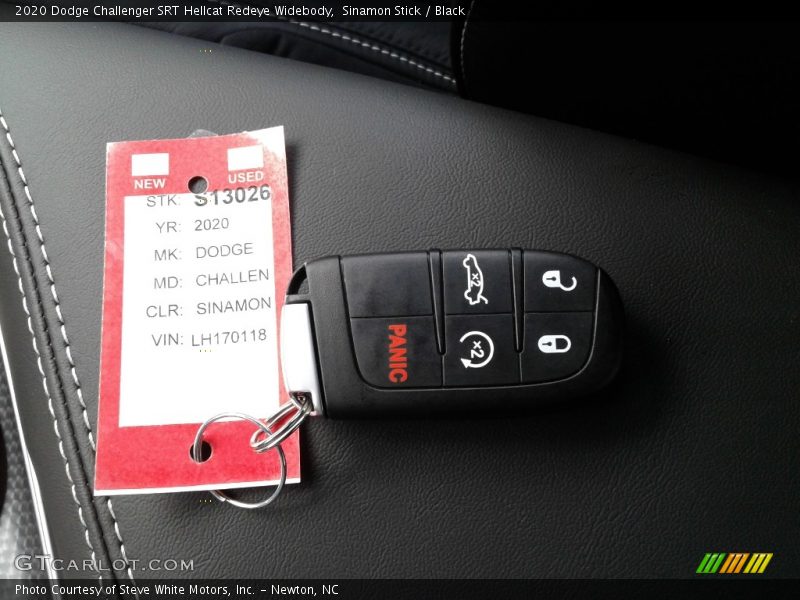 2020 Dodge Challenger SRT Hellcat Redeye Widebody, Sinamon Stick / Black
NEW USED
STK: S13026
YR: 2020
MK: DODGE
MD: CHALLEN
CLR: SINAMON
VIN: LH170118
x2
PANIC
x2
GTCARLOT.COM
Photo Courtesy of Steve White Motors, Inc. – Newton, NC